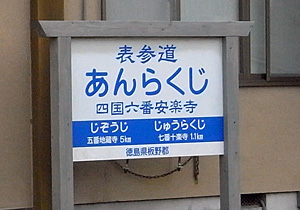 表参道
あんらくじ
四国六番安楽寺
じぞうじ じゅうらくじ
五番地蔵寺 5km 七番十楽寺 1.1km
徳島県板野郡